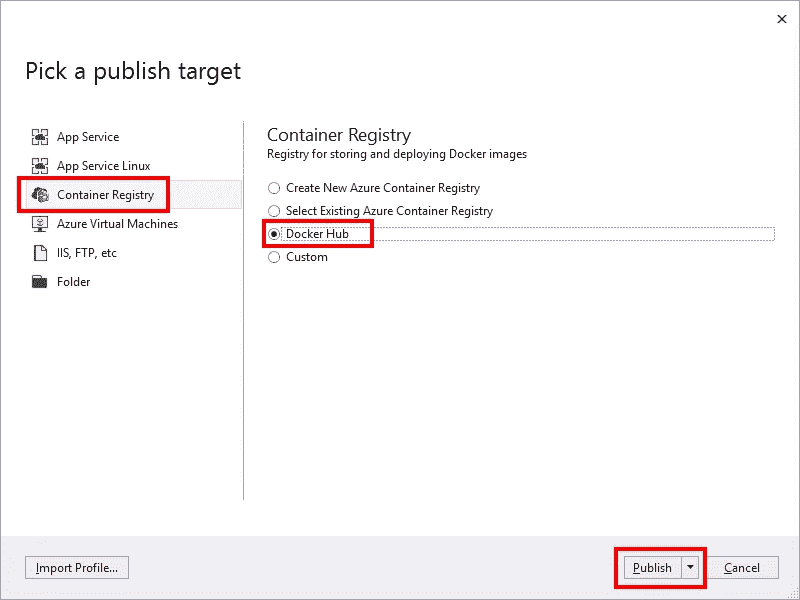 Pick a publish target
App Service
App Service Linux
Container Registry
Azure Virtual Machines
IIS, FTP, etc
Folder
Container Registry
Registry for storing and deploying Docker images
Create New Azure Container Registry
Select Existing Azure Container Registry
Docker Hub
Custom
Import Profile...
Publish
Cancel